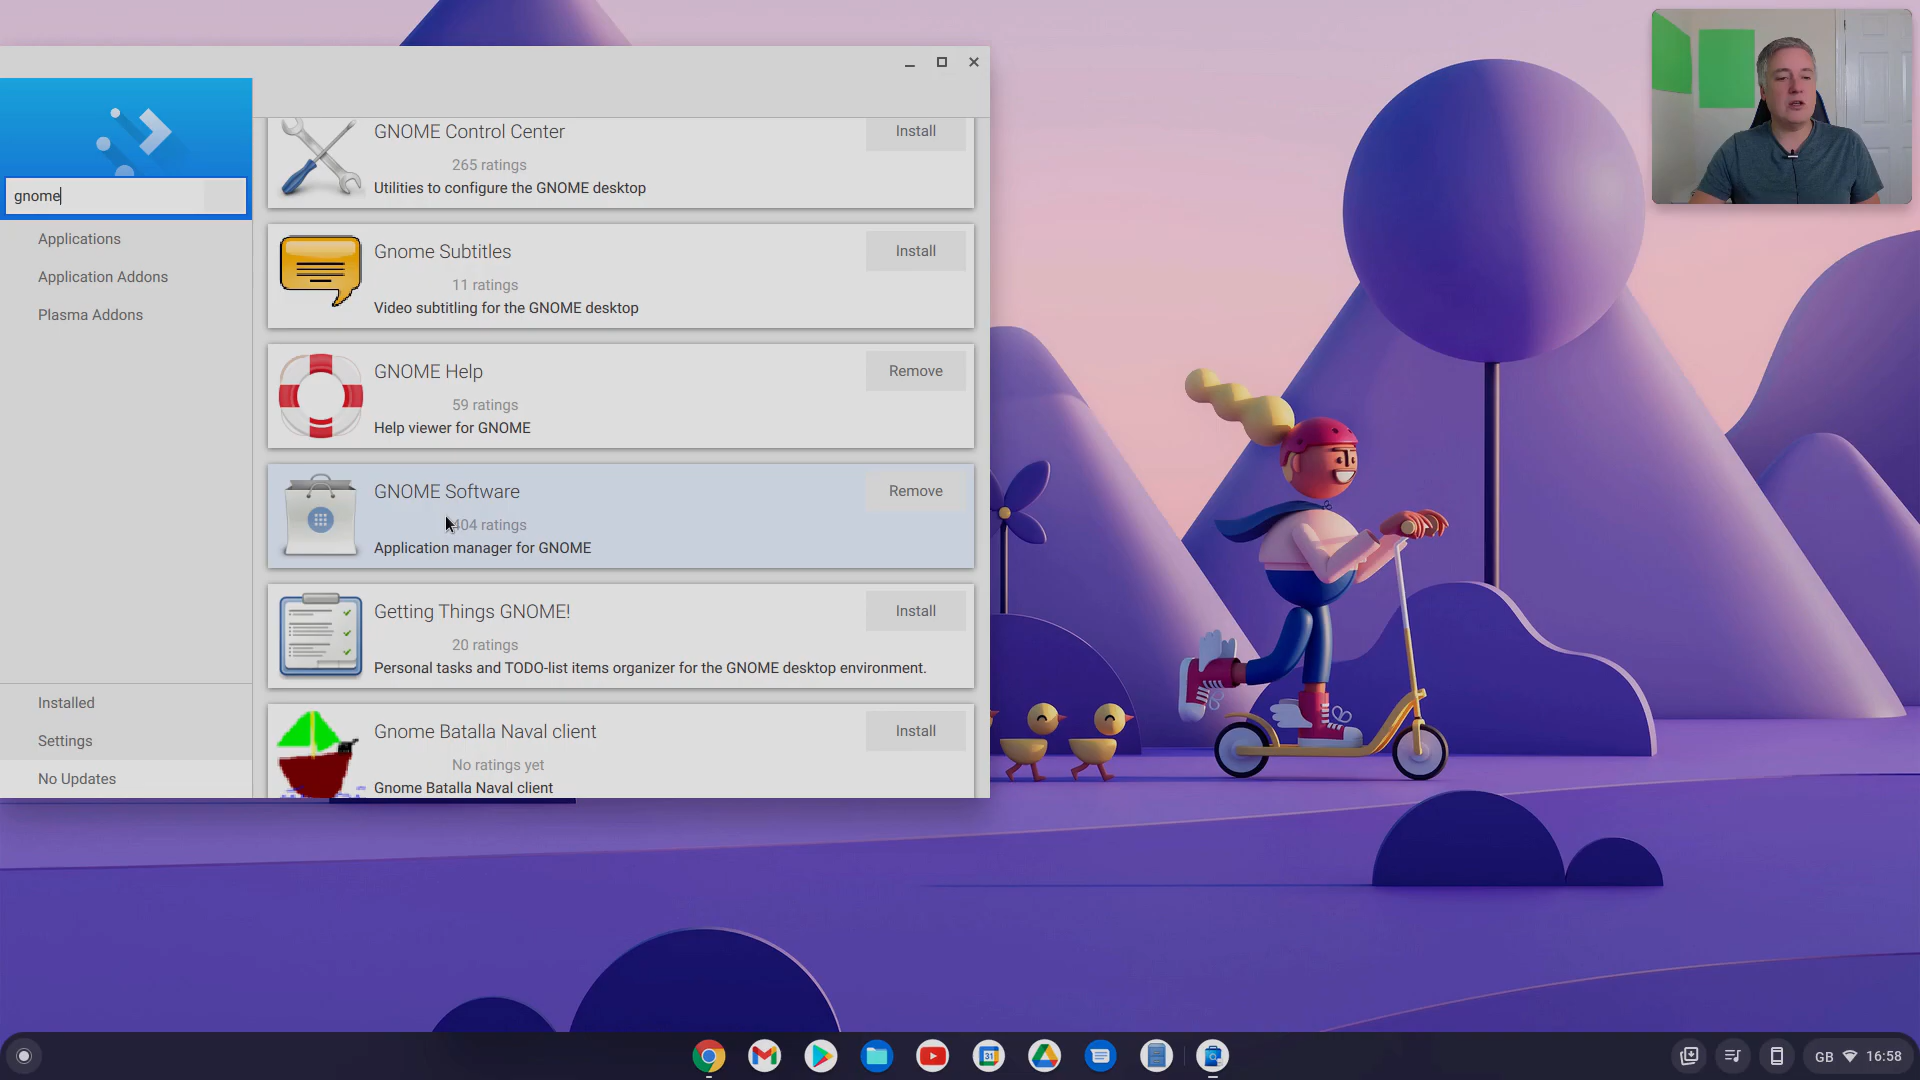 gnome
Applications
Application Addons
Plasma Addons
Installed
Settings
No Updates
GNOME Control Center
Install
265 ratings
Utilities to configure the GNOME desktop
Gnome Subtitles
Install
11 ratings
Video subtitling for the GNOME desktop
GNOME Help
Remove
59 ratings
Help viewer for GNOME
GNOME Software
Remove
404 ratings
Application manager for GNOME
Getting Things GNOME!
Install
20 ratings
Personal tasks and TODO-list items organizer for the GNOME desktop environment.
Gnome Batalla Naval client
Install
No ratings yet
Gnome Batalla Naval client
31
GB 16:58